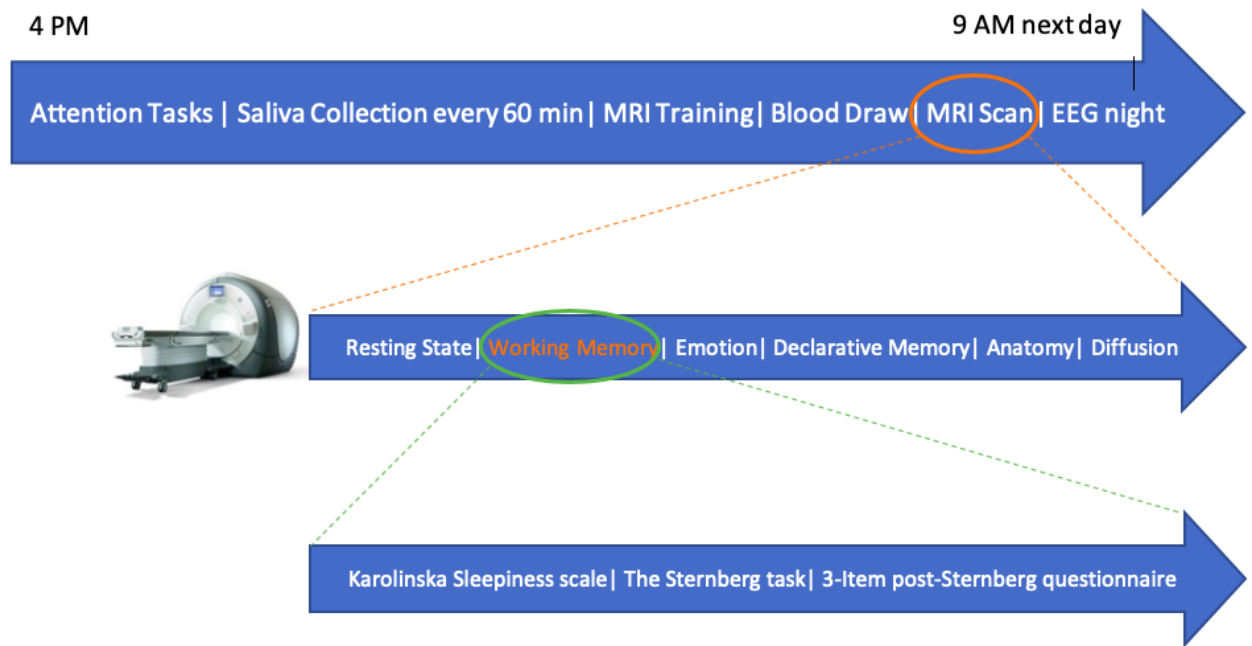 4 PM
9 AM next day
Attention Tasks | Saliva Collection every 60 min| MRI Training| Blood Draw| MRI Scan| EEG night
Resting State| Working Memory| Emotion| Declarative Memory| Anatomy| Diffusion
Karolinska Sleepiness scale| The Sternberg task| 3-Item post-Sternberg questionnaire